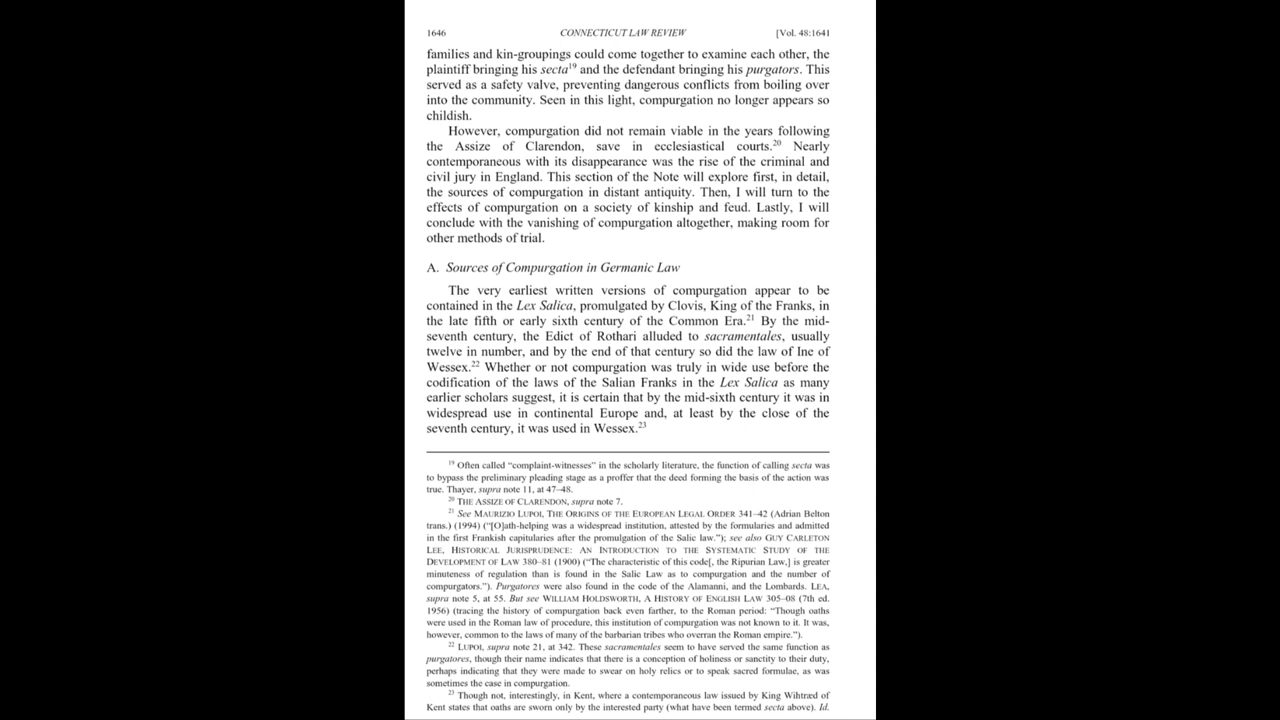 1646 CONNECTICUT LAW REVIEW [Vol. 48:1641
families and kin-groupings could come together to examine each other, the
plaintiff bringing his secta19 and the defendant bringing his purgators. This
served as a safety valve, preventing dangerous conflicts from boiling over
into the community. Seen in this light, compurgation no longer appears so
childish.
However, compurgation did not remain viable in the years following
the Assize of Clarendon, save in ecclesiastical courts.20 Nearly
contemporaneous with its disappearance was the rise of the criminal and
civil jury in England. This section of the Note will explore first, in detail,
the sources of compurgation in distant antiquity. Then, I will turn to the
effects of compurgation on a society of kinship and feud. Lastly, I will
conclude with the vanishing of compurgation altogether, making room for
other methods of trial.
A. Sources of Compurgation in Germanic Law
The very earliest written versions of compurgation appear to be
contained in the Lex Salica, promulgated by Clovis, King of the Franks, in
the late fifth or early sixth century of the Common Era.21 By the mid-
seventh century, the Edict of Rothari alluded to sacramentales, usually
twelve in number, and by the end of that century so did the law of Ine of
Wessex.22 Whether or not compurgation was truly in wide use before the
codification of the laws of the Salian Franks in the Lex Salica as many
earlier scholars suggest, it is certain that by the mid-sixth century it was in
widespread use in continental Europe and, at least by the close of the
seventh century, it was used in Wessex.23
19 Often called “complaint-witnesses” in the scholarly literature, the function of calling secta was
to bypass the preliminary pleading stage as a proffer that the deed forming the basis of the action was
true. Thayer, supra note 11, at 47–48.
20 THE ASSIZE OF CLARENDON, supra note 7.
21 See MAURIZIO LUPOI, THE ORIGINS OF THE EUROPEAN LEGAL ORDER 341–42 (Adrian Belton
trans.) (1994) (“[O]ath-helping was a widespread institution, attested by the formularies and admitted
in the first Frankish capitularies after the promulgation of the Salic law.”); see also GUY CARLETON
LEE, HISTORICAL JURISPRUDENCE: AN INTRODUCTION TO THE SYSTEMATIC STUDY OF THE
DEVELOPMENT OF LAW 380–81 (1900) (“The characteristic of this code[, the Ripurian Law,] is greater
minuteness of regulation than is found in the Salic Law as to compurgation and the number of
compurgators.”). Purgatores were also found in the code of the Alamanni, and the Lombards. LEA,
supra note 5, at 55. But see WILLIAM HOLDSWORTH, A HISTORY OF ENGLISH LAW 305–08 (7th ed.
1956) (tracing the history of compurgation back even farther, to the Roman period: “Though oaths
were used in the Roman law of procedure, this institution of compurgation was not known to it. It was,
however, common to the laws of many of the barbarian tribes who overran the Roman empire.”).
22 LUPOI, supra note 21, at 342. These sacramentales seem to have served the same function as
purgatores, though their name indicates that there is a conception of holiness or sanctity to their duty,
perhaps indicating that they were made to swear on holy relics or to speak sacred formulae, as was
sometimes the case in compurgation.
23 Though not, interestingly, in Kent, where a contemporaneous law issued by King Wihtræd of
Kent states that oaths are sworn only by the interested party (what have been termed secta above). Id.